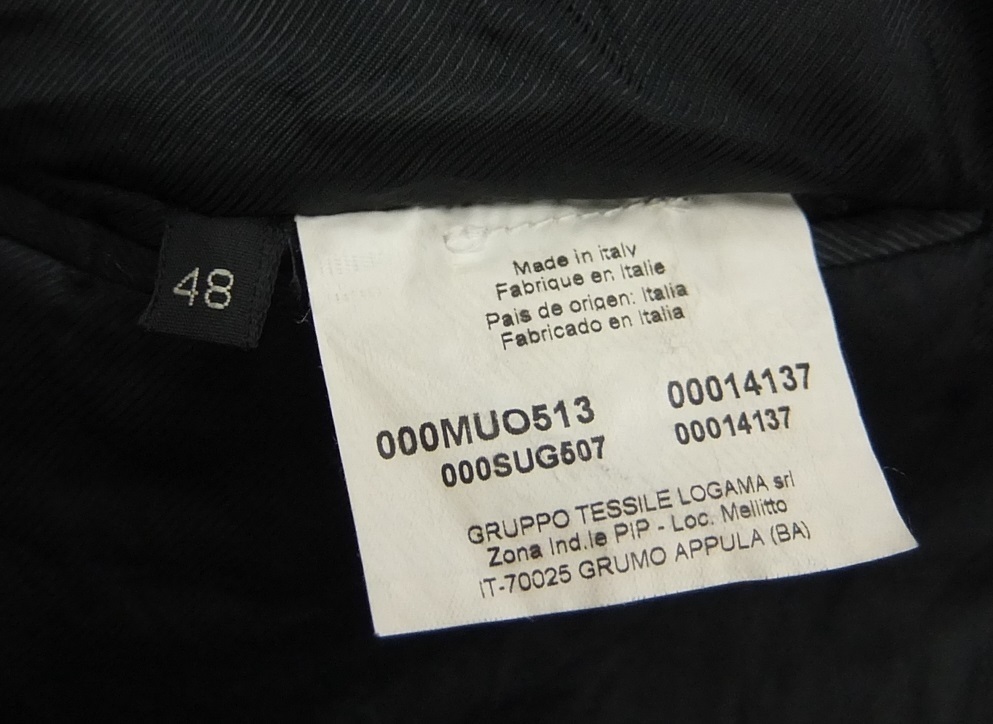 48
Made in italy
Fabrique en Italie
Pais de origen: Italia
Fabricado en Italia
000MUO513 00014137
000SUG507 00014137
GRUPPO TESSILE LOGAMA srl
Zona Ind.le PIP - Loc. Mellitto
IT-70025 GRUMO APPULA (BA)